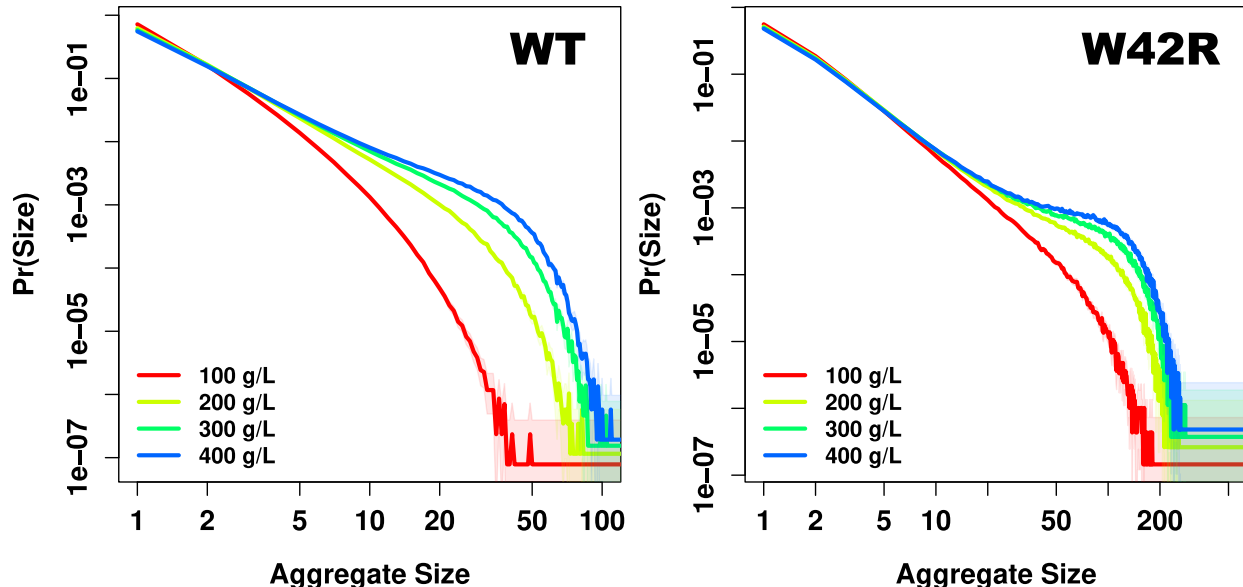 WT
Pr(Size)
1e−01
1e−03
1e−05
1e−07
100 g/L
200 g/L
300 g/L
400 g/L
1 2 5 10 20 50 100
Aggregate Size
W42R
Pr(Size)
1e−01
1e−03
1e−05
1e−07
100 g/L
200 g/L
300 g/L
400 g/L
1 2 5 10 50 200
Aggregate Size